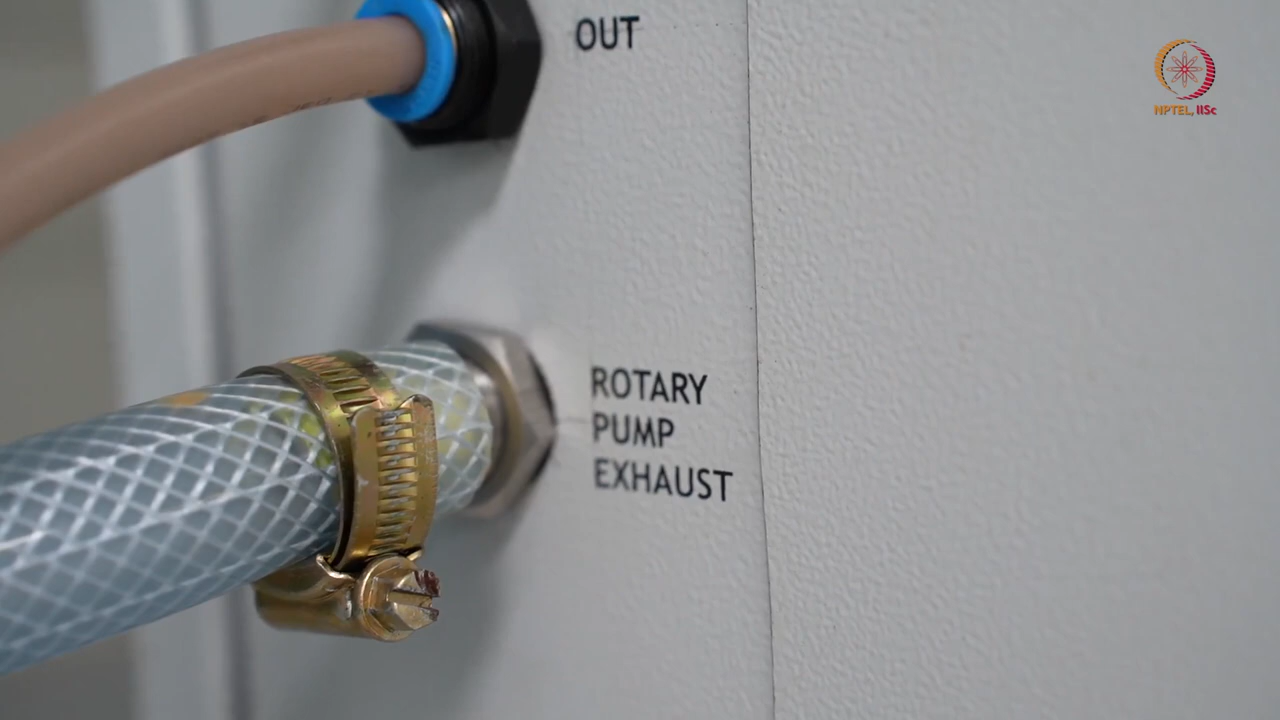 OUT
NPTEL, IISc
ROTARY
PUMP
EXHAUST